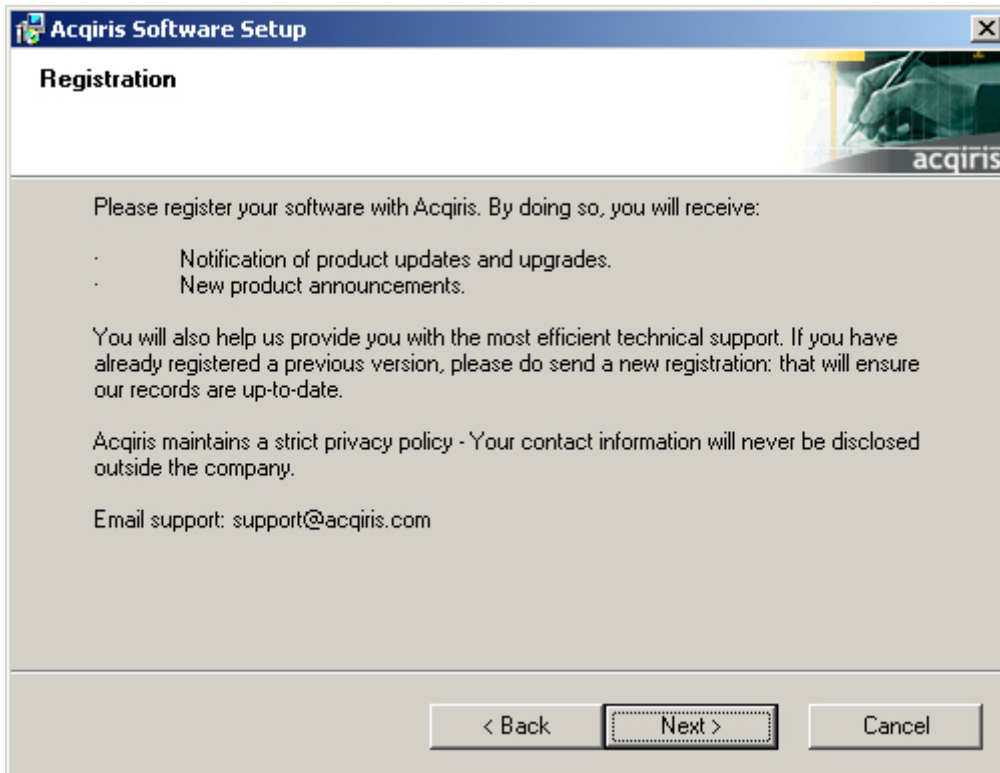 Acqiris Software Setup
Registration
acqiris
Please register your software with Acqiris. By doing so, you will receive:
· Notification of product updates and upgrades.
· New product announcements.
You will also help us provide you with the most efficient technical support. If you have
already registered a previous version, please do send a new registration: that will ensure
our records are up-to-date.
Acqiris maintains a strict privacy policy - Your contact information will never be disclosed
outside the company.
Email support: support@acqiris.com
< Back
Next >
Cancel